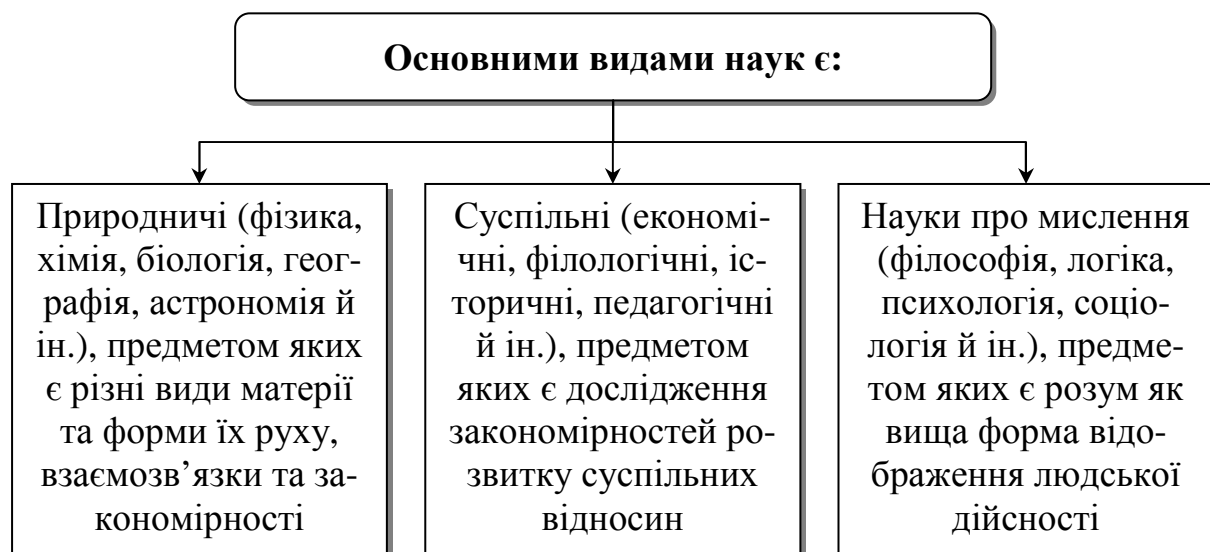 Основними видами наук є:
Природничі (фізика,
хімія, біологія, геог-
рафія, астрономія й
ін.), предметом яких
є різні види матерії
та форми їх руху,
взаємозв’язки та за-
кономірності
Суспільні (економі-
чні, філологічні, іс-
торичні, педагогічні
й ін.), предметом
яких є дослідження
закономірностей ро-
звитку суспільних
відносин
Науки про мислення
(філософія, логіка,
психологія, соціо-
логія й ін.), предме-
том яких є розум як
вища форма відо-
браження людської
дійсності